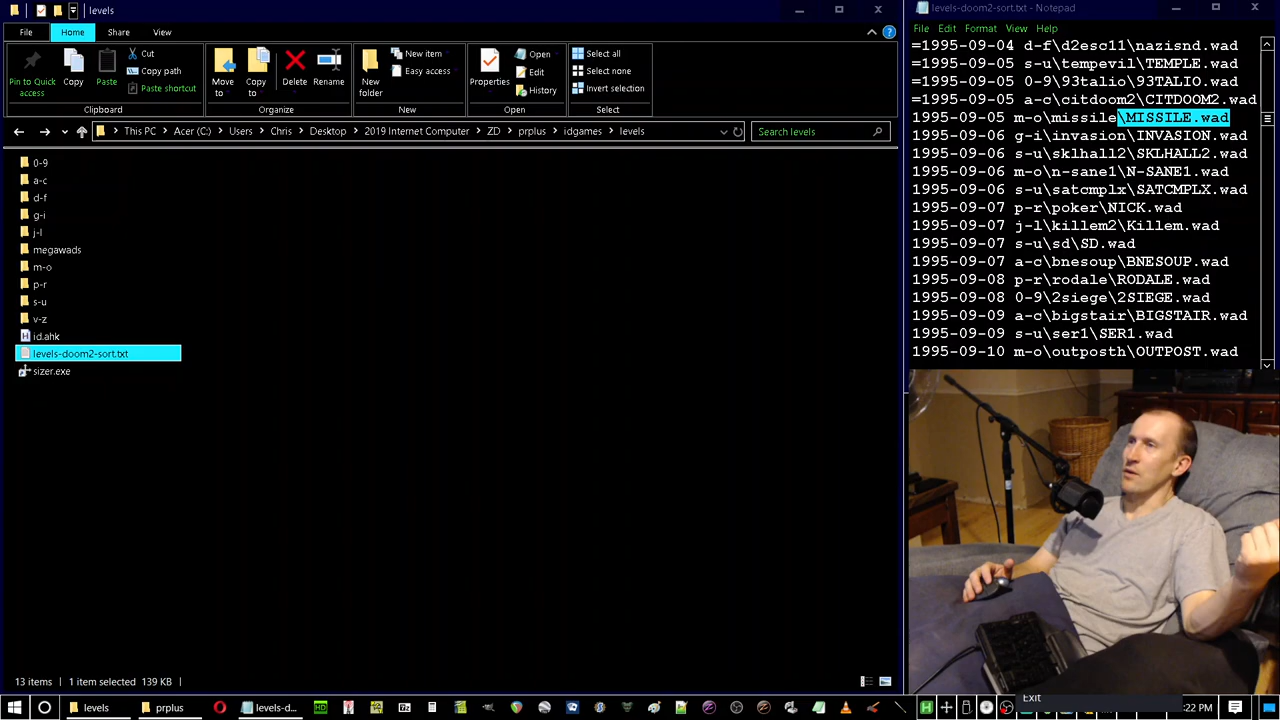 levels
levels-doom2-sort.txt - Notepad
File Home Share View
File Edit Format View Help
Pin to Quick access
Copy
Paste
Cut
Copy path
Paste shortcut
Clipboard
Move to
Copy to
Delete
Rename
Organize
New folder
New item
Easy access
New
Properties
Open
Edit
History
Open
Select all
Select none
Invert selection
Select
This PC Acer (C:) Users Chris Desktop 2019 Internet Computer ZD prplus idgames levels
Search levels
0-9
a-c
d-f
g-i
j-l
megawads
m-o
p-r
s-u
v-z
id.ahk
levels-doom2-sort.txt
sizer.exe
=1995-09-04 d-f\d2esc11\nazisnd.wad
=1995-09-05 s-u\tempevil\TEMPLE.wad
=1995-09-05 0-9\93talio\93TALIO.wad
=1995-09-05 a-c\citdoom2\CITDOOM2.wad
1995-09-05 m-o\missile\MISSILE.wad
1995-09-06 g-i\invasion\INVASION.wad
1995-09-06 s-u\sklhall2\SKLHALL2.wad
1995-09-06 m-o\n-sane1\N-SANE1.wad
1995-09-06 s-u\satcmplx\SATCMPLX.wad
1995-09-07 p-r\poker\NICK.wad
1995-09-07 j-l\killem2\Killem.wad
1995-09-07 s-u\sd\SD.wad
1995-09-07 a-c\bnesoup\BNESOUP.wad
1995-09-08 p-r\rodale\RODALE.wad
1995-09-08 0-9\2siege\2SIEGE.wad
1995-09-09 a-c\bigstair\BIGSTAIR.wad
1995-09-09 s-u\ser1\SER1.wad
1995-09-10 m-o\outposth\OUTPOST.wad
13 items 1 item selected 139 KB
levels
prplus
levels-d...
Exit
:22 PM